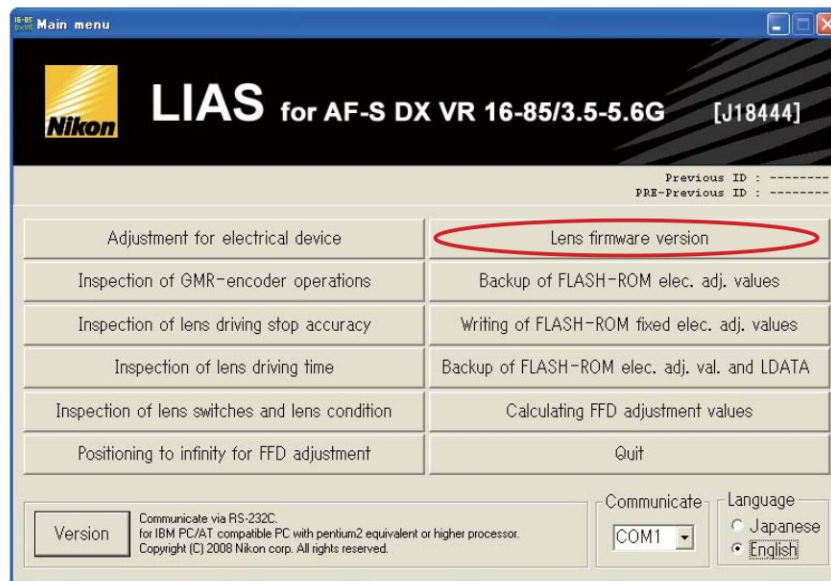 Main menu
Nikon
LIAS for AF-S DX VR 16-85/3.5-5.6G [J18444]
Previous ID : --------
PRE-Previous ID : --------
Adjustment for electrical device
Lens firmware version
Inspection of GMR-encoder operations
Backup of FLASH-ROM elec. adj. values
Inspection of lens driving stop accuracy
Writing of FLASH-ROM fixed elec. adj. values
Inspection of lens driving time
Backup of FLASH-ROM elec. adj. val. and LDATA
Inspection of lens switches and lens condition
Calculating FFD adjustment values
Positioning to infinity for FFD adjustment
Quit
Version
Communicate via RS-232C.
for IBM PC/AT compatible PC with pentium2 equivalent or higher processor.
Copyright (C) 2008 Nikon corp. All rights reserved.
Communicate
COM1
Language
Japanese
English